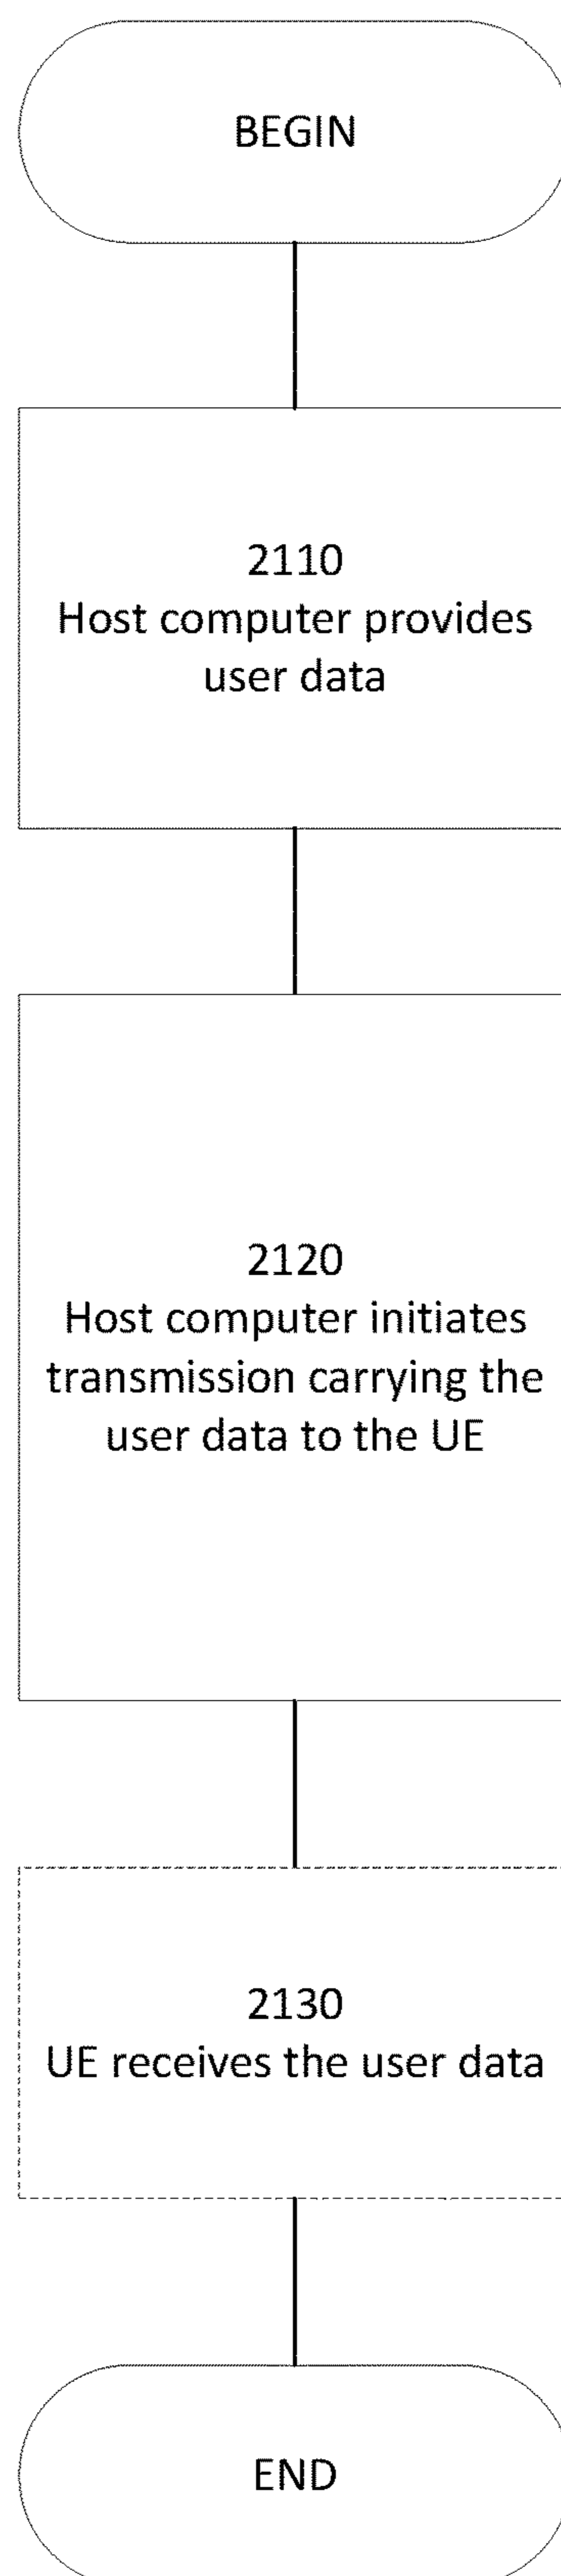 BEGIN
2110
Host computer provides
user data
2120
Host computer initiates
transmission carrying the
user data to the UE
2130
UE receives the user data
END